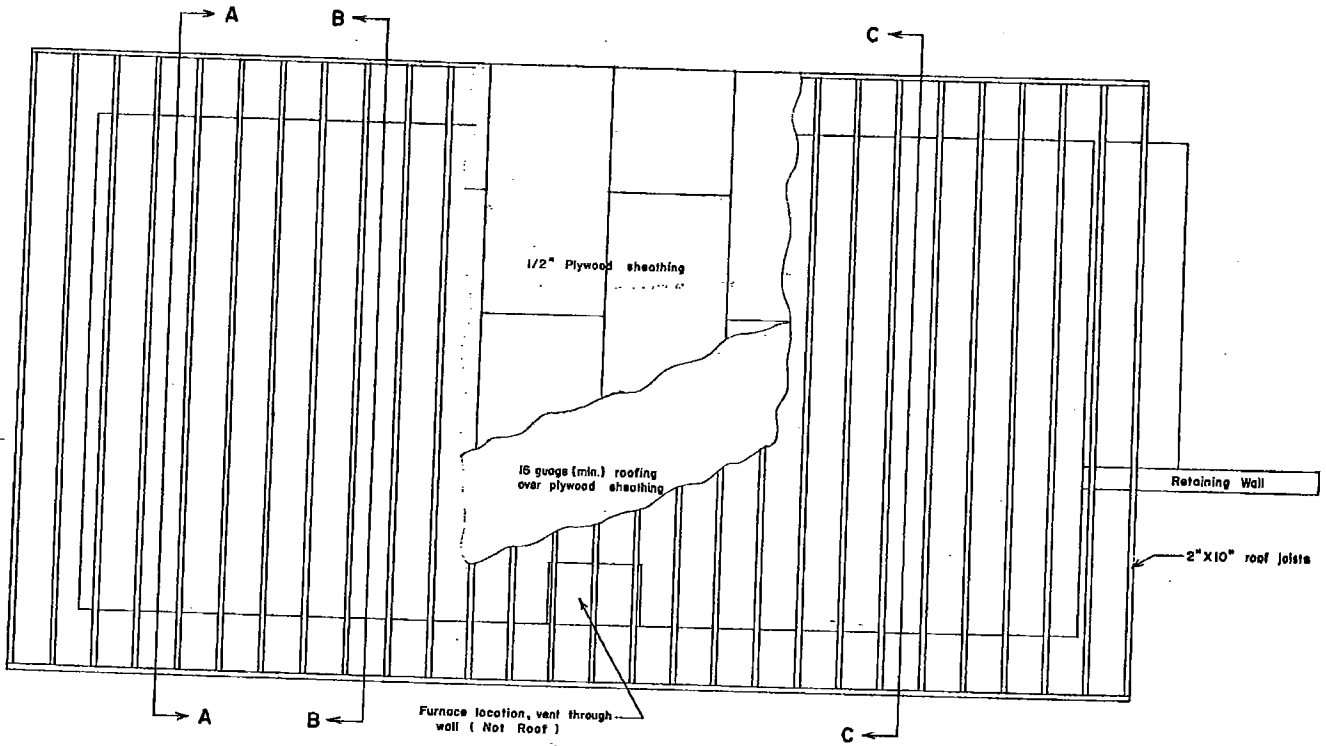 A
B
C
1/2" Plywood sheathing
16 guage (min.) roofing
over plywood sheathing
Retaining Wall
2"X10" roof joists
A
B
Furnace location, vent through
wall ( Not Roof )
C